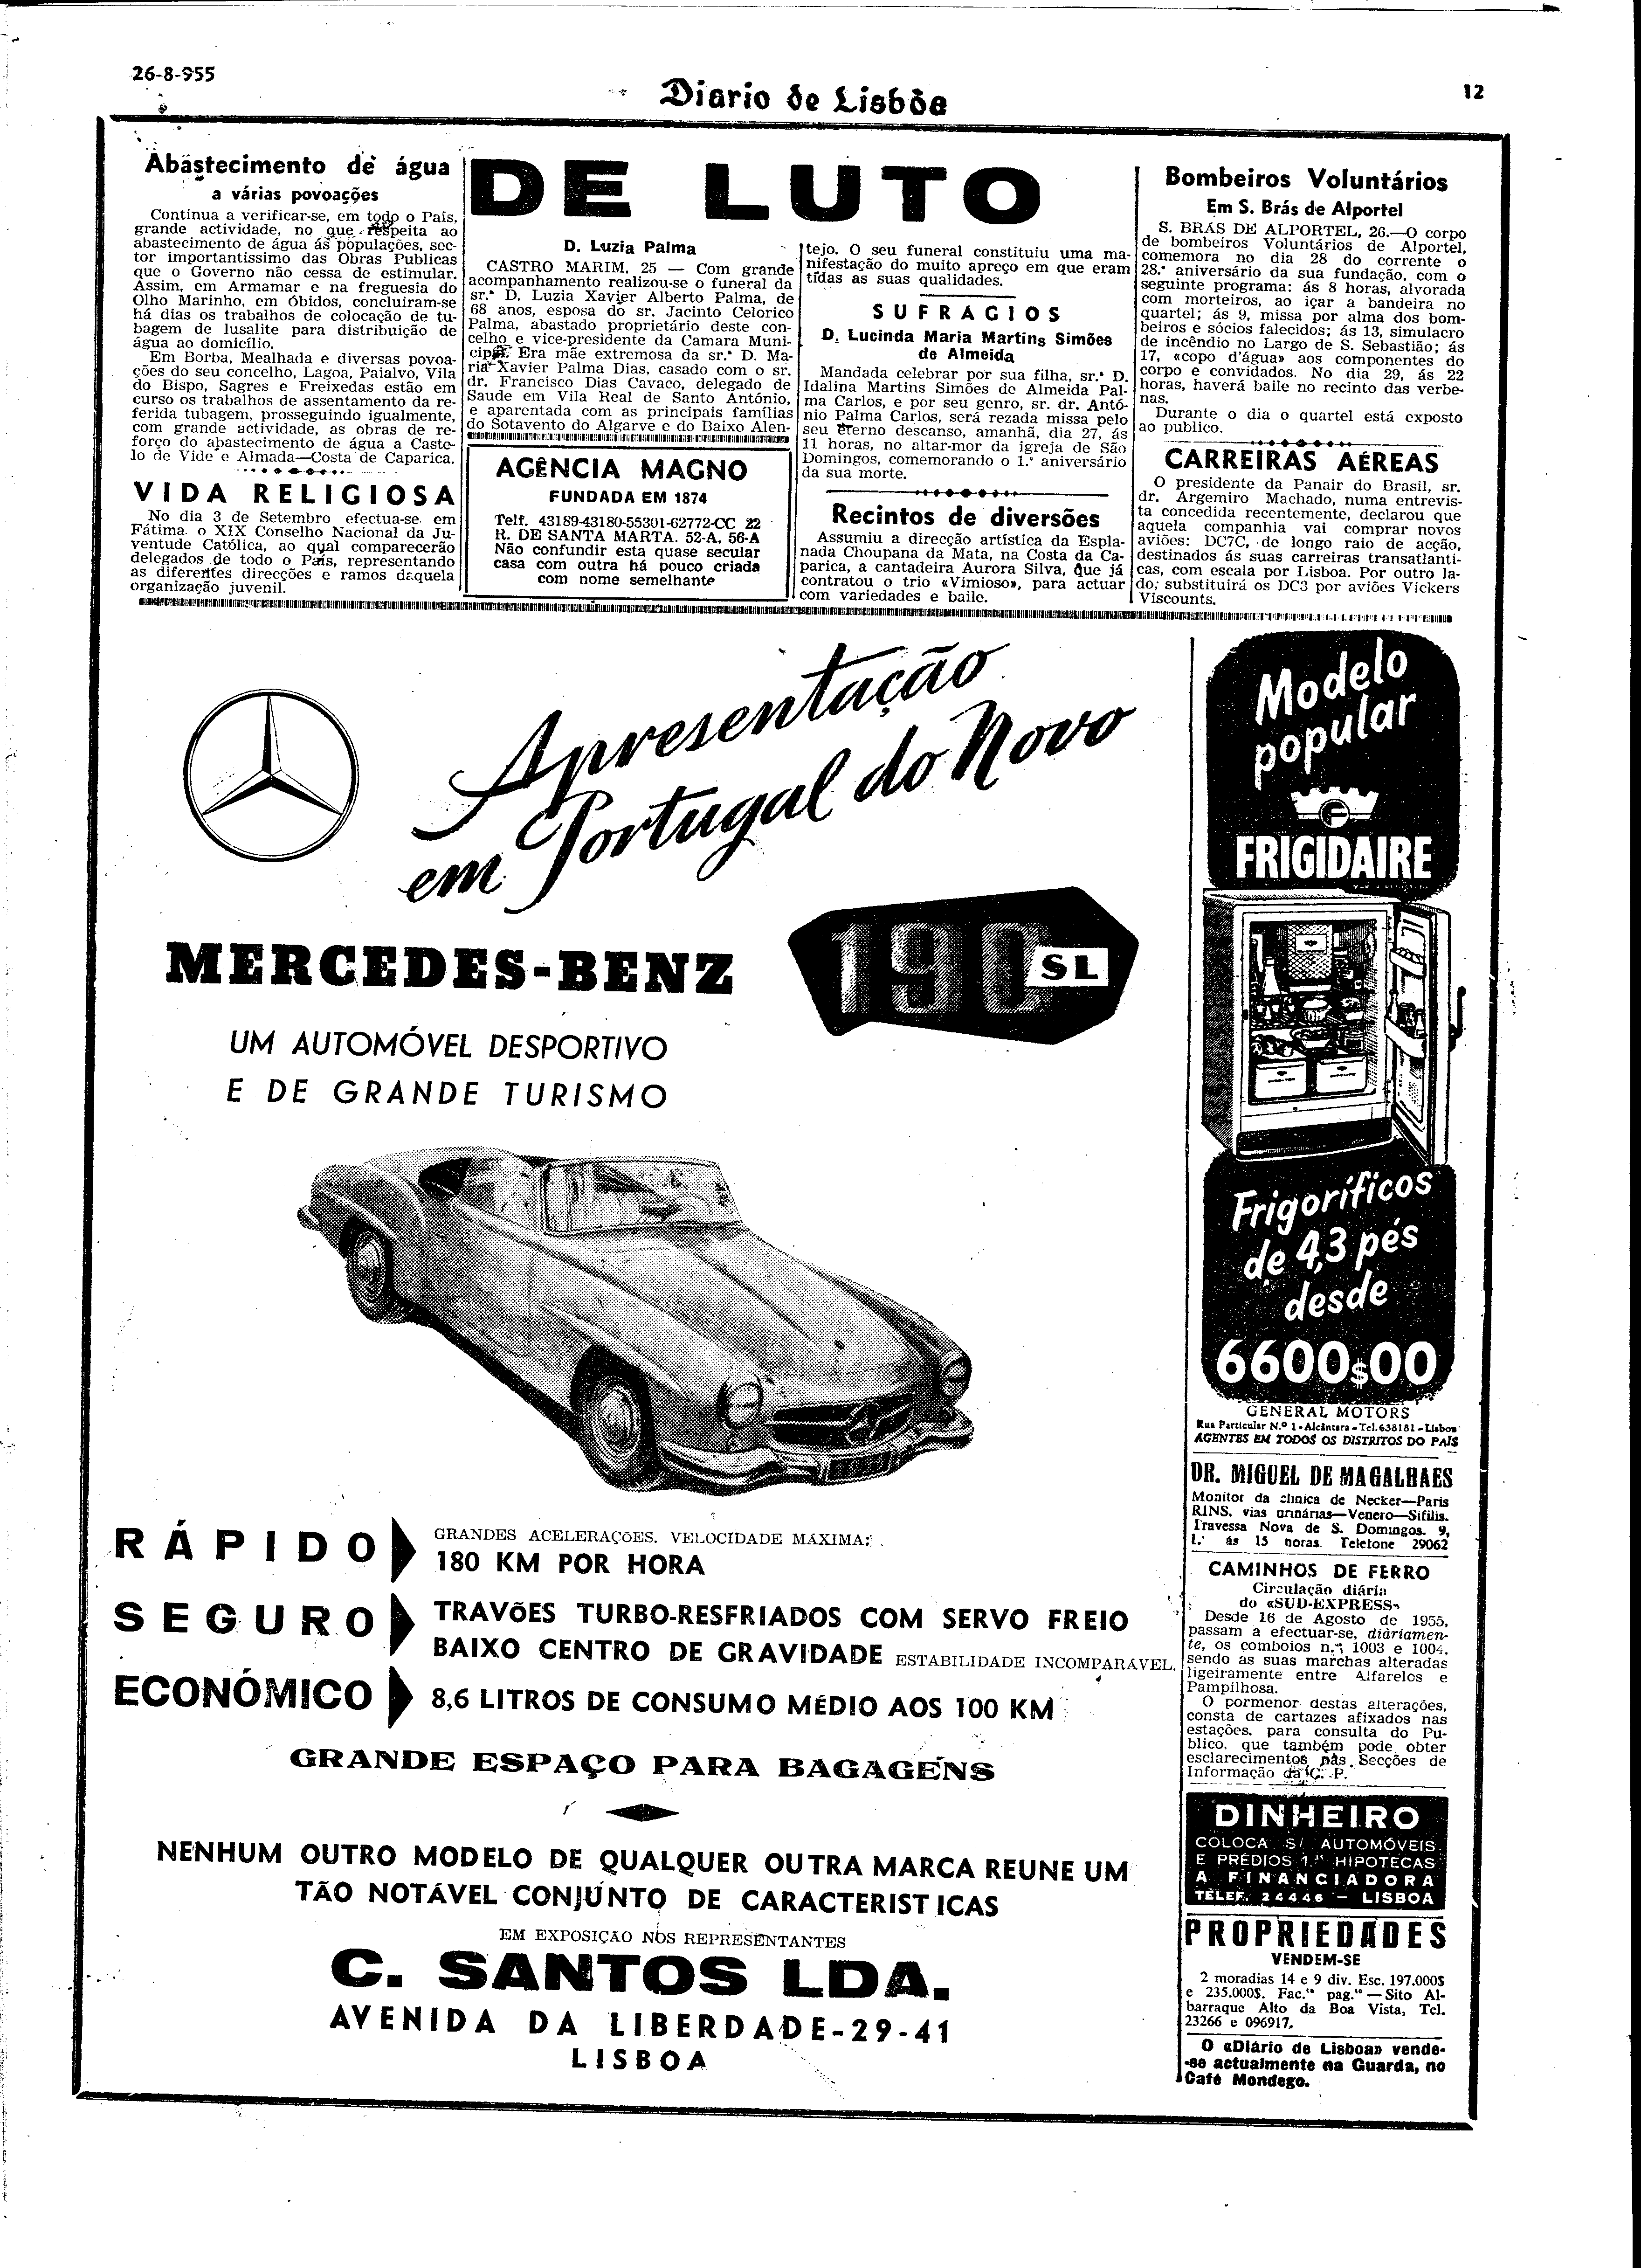 26-8-955
Diario de Lisbôa
12
Abastecimento de água
a várias povoações
Continua a verificar-se, em todo o País,
grande actividade, no que respeita ao
abastecimento de água ás populações, sec-
tor importantissimo das Obras Publicas
que o Governo não cessa de estimular.
Assim, em Armamar e na freguesia do
Olho Marinho, em Óbidos, concluiram-se
há dias os trabalhos de colocação de tu-
bagem de lusalite para distribuição de
água ao domicílio.
Em Borba, Mealhada e diversas povoa-
ções do seu concelho, Lagoa, Paialvo, Vila
do Bispo, Sagres e Freixedas estão em
curso os trabalhos de assentamento da re-
ferida tubagem, prosseguindo igualmente,
com grande actividade, as obras de re-
forço do abastecimento de água a Caste-
lo de Vide e Almada—Costa de Caparica.
VIDA RELIGIOSA
No dia 3 de Setembro efectua-se em
Fátima o XIX Conselho Nacional da Ju-
ventude Católica, ao qual comparecerão
delegados de todo o País, representando
as diferentes direcções e ramos daquela
organização juvenil.
DE LUTO
D. Luzia Palma
CASTRO MARIM, 25 — Com grande
acompanhamento realizou-se o funeral da
sr.ª D. Luzia Xavier Alberto Palma, de
68 anos, esposa do sr. Jacinto Celorico
Palma, abastado proprietário deste con-
celho e vice-presidente da Camara Muni-
cipal. Era mãe extremosa da sr.ª D. Ma-
ria Xavier Palma Dias, casado com o sr.
dr. Francisco Dias Cavaco, delegado de
Saude em Vila Real de Santo António,
e aparentada com as principais famílias
do Sotavento do Algarve e do Baixo Alen-
tejo. O seu funeral constituiu uma ma-
nifestação do muito apreço em que eram
tidas as suas qualidades.
AGÊNCIA MAGNO
FUNDADA EM 1874
Telf. 43189-43180-55301-62772-CC 22
R. DE SANTA MARTA. 52-A, 56-A
Não confundir esta quase secular
casa com outra há pouco criada
com nome semelhante
SUFRÁGIOS
D. Lucinda Maria Martins Simões
de Almeida
Mandada celebrar por sua filha, sr.ª D.
Idalina Martins Simões de Almeida Pal-
ma Carlos, e por seu genro, sr. dr. Antó-
nio Palma Carlos, será rezada missa pelo
seu eterno descanso, amanhã, dia 27, ás
11 horas, no altar-mor da igreja de São
Domingos, comemorando o 1.º aniversário
da sua morte.
Recintos de diversões
Assumiu a direcção artística da Espla-
nada Choupana da Mata, na Costa da Ca-
parica, a cantadeira Aurora Silva, que já
contratou o trio «Vimioso», para actuar
com variedades e baile.
Bombeiros Voluntários
Em S. Brás de Alportel
S. BRÁS DE ALPORTEL, 26.—O corpo
de bombeiros Voluntários de Alportel,
comemora no dia 28 do corrente o
28.º aniversário da sua fundação, com o
seguinte programa: ás 8 horas, alvorada
com morteiros, ao içar a bandeira no
quartel; ás 9, missa por alma dos bom-
beiros e sócios falecidos; ás 13, simulacro
de incêndio no Largo de S. Sebastião; ás
17, «copo d'água» aos componentes do
corpo e convidados. No dia 29, ás 22
horas, haverá baile no recinto das verbe-
nas.
Durante o dia o quartel está exposto
ao publico.
CARREIRAS AÉREAS
O presidente da Panair do Brasil, sr.
dr. Argemiro Machado, numa entrevis-
ta concedida recentemente, declarou que
aquela companhia vai comprar novos
aviões: DC7C, de longo raio de acção,
destinados ás suas carreiras transatlanti-
cas, com escala por Lisboa. Por outro la-
do, substituirá os DC3 por aviões Vickers
Viscounts.
Apresentação
em Portugal do Novo
MERCEDES-BENZ
190 SL
UM AUTOMÓVEL DESPORTIVO
E DE GRANDE TURISMO
RÁPIDO
GRANDES ACELERAÇÕES. VELOCIDADE MÁXIMA:
180 KM POR HORA
SEGURO
TRAVÕES TURBO-RESFRIADOS COM SERVO FREIO
BAIXO CENTRO DE GRAVIDADE ESTABILIDADE INCOMPARÁVEL.
ECONÓMICO
8,6 LITROS DE CONSUMO MÉDIO AOS 100 KM
GRANDE ESPAÇO PARA BAGAGENS
NENHUM OUTRO MODELO DE QUALQUER OUTRA MARCA REUNE UM
TÃO NOTÁVEL CONJUNTO DE CARACTERISTICAS
EM EXPOSIÇÃO NOS REPRESENTANTES
C. SANTOS LDA.
AVENIDA DA LIBERDADE-29-41
LISBOA
Modelo
popular
F
FRIGIDAIRE
Frigoríficos
de 4,3 pés
desde
6600$00
GENERAL MOTORS
Rua Particular N.º 1-Alcântara-Tel.638181-Lisboa
AGENTES EM TODOS OS DISTRITOS DO PAÍS
DR. MIGUEL DE MAGALHAES
Monitor da clinica de Necker—Paris
RINS, vias urinárias—Venero—Sifilis.
Travessa Nova de S. Domingos. 9,
1.º ás 15 horas. Telefone 29062
CAMINHOS DE FERRO
Circulação diária
do «SUD-EXPRESS»
Desde 16 de Agosto de 1955,
passam a efectuar-se, diàriamen-
te, os comboios n.ºs 1003 e 1004,
sendo as suas marchas alteradas
ligeiramente entre Alfarelos e
Pampilhosa.
O pormenor destas alterações,
consta de cartazes afixados nas
estações, para consulta do Pu-
blico, que também pode obter
esclarecimentos nas Secções de
Informação da C. P.
DINHEIRO
COLOCA S/ AUTOMÓVEIS
E PRÉDIOS 1.ªˢ HIPOTECAS
A FINANCIADORA
TELEF. 24446 — LISBOA
PROPRIEDADES
VENDEM-SE
2 moradias 14 e 9 div. Esc. 197.000$
e 235.000$. Fac.ᵉˢ pag.ᵗᵒ — Sito Al-
barraque Alto da Boa Vista, Tel.
23266 e 096917.
O «Diário de Lisboa» vende-
-se actualmente na Guarda, no
Café Mondego.